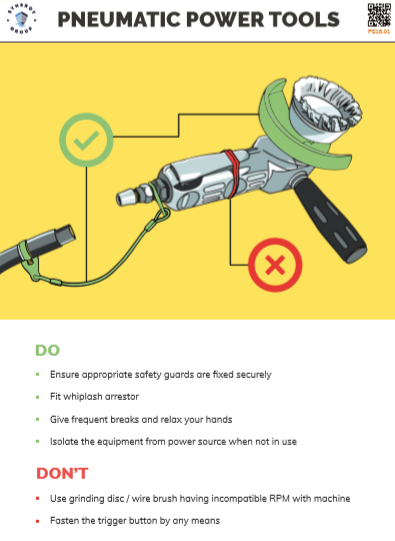 SYNERGY GROUP
PNEUMATIC POWER TOOLS
PS18.01
DO
Ensure appropriate safety guards are fixed securely
Fit whiplash arrestor
Give frequent breaks and relax your hands
Isolate the equipment from power source when not in use
DON'T
Use grinding disc / wire brush having incompatible RPM with machine
Fasten the trigger button by any means